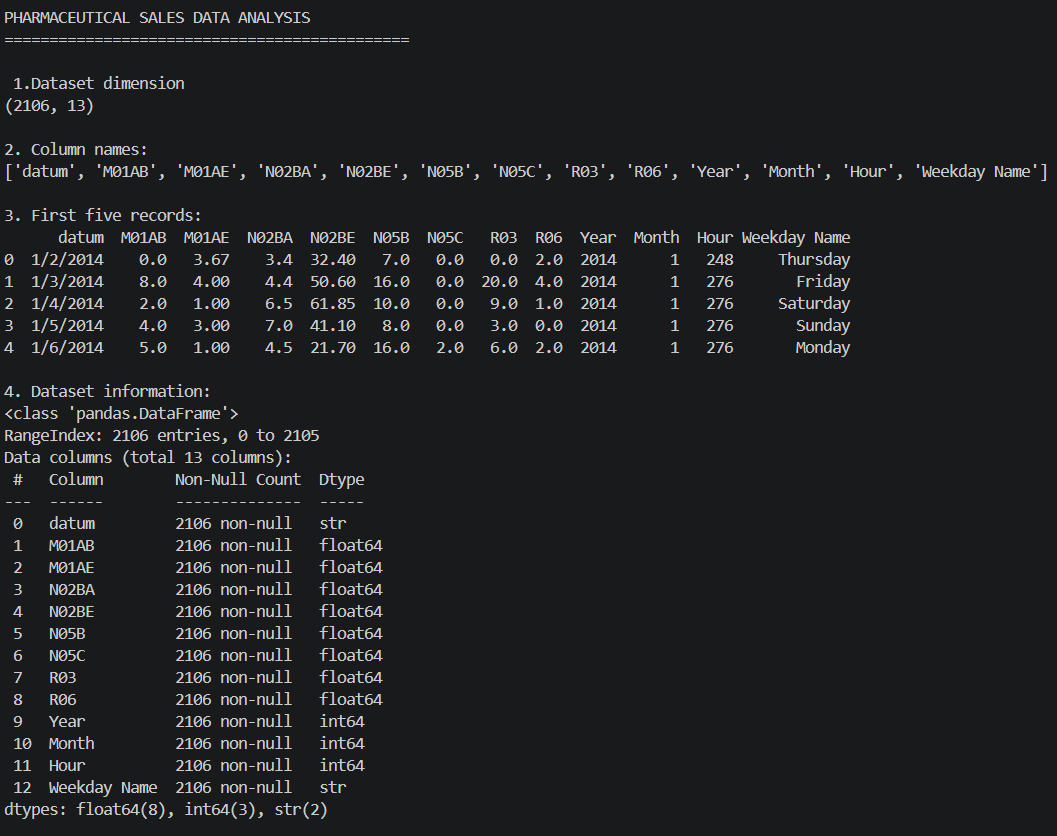 PHARMACEUTICAL SALES DATA ANALYSIS
=============================================
1.Dataset dimension
(2106, 13)
2. Column names:
['datum', 'M01AB', 'M01AE', 'N02BA', 'N02BE', 'N05B', 'N05C', 'R03', 'R06', 'Year', 'Month', 'Hour', 'Weekday Name']
3. First five records:
datum M01AB M01AE N02BA N02BE N05B N05C R03 R06 Year Month Hour Weekday Name
0 1/2/2014 0.0 3.67 3.4 32.40 7.0 0.0 0.0 2.0 2014 1 248 Thursday
1 1/3/2014 8.0 4.00 4.4 50.60 16.0 0.0 20.0 4.0 2014 1 276 Friday
2 1/4/2014 2.0 1.00 6.5 61.85 10.0 0.0 9.0 1.0 2014 1 276 Saturday
3 1/5/2014 4.0 3.00 7.0 41.10 8.0 0.0 3.0 0.0 2014 1 276 Sunday
4 1/6/2014 5.0 1.00 4.5 21.70 16.0 2.0 6.0 2.0 2014 1 276 Monday
4. Dataset information:
<class 'pandas.DataFrame'>
RangeIndex: 2106 entries, 0 to 2105
Data columns (total 13 columns):
# Column Non-Null Count Dtype
--- ------ -------------- -----
0 datum 2106 non-null str
1 M01AB 2106 non-null float64
2 M01AE 2106 non-null float64
3 N02BA 2106 non-null float64
4 N02BE 2106 non-null float64
5 N05B 2106 non-null float64
6 N05C 2106 non-null float64
7 R03 2106 non-null float64
8 R06 2106 non-null float64
9 Year 2106 non-null int64
10 Month 2106 non-null int64
11 Hour 2106 non-null int64
12 Weekday Name 2106 non-null str
dtypes: float64(8), int64(3), str(2)